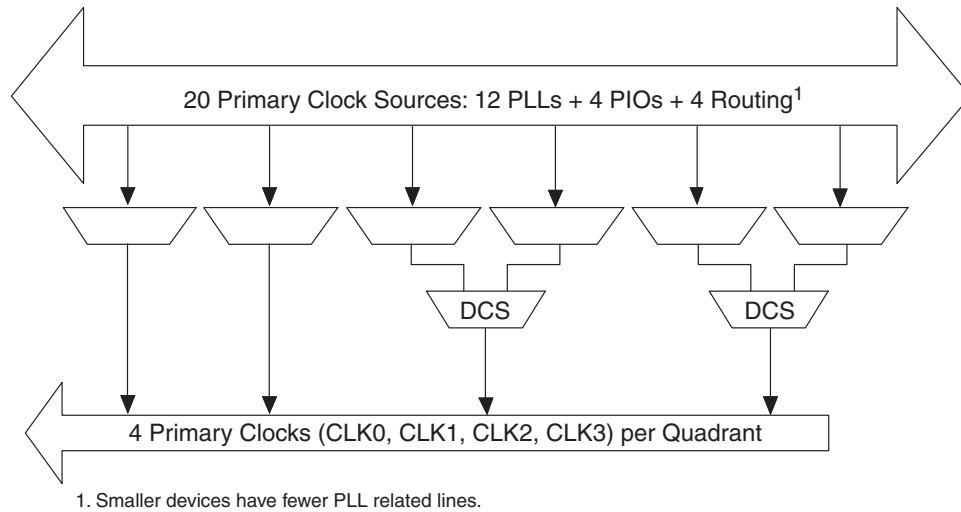 20 Primary Clock Sources: 12 PLLs + 4 PIOs + 4 Routing¹
DCS
DCS
4 Primary Clocks (CLK0, CLK1, CLK2, CLK3) per Quadrant
1. Smaller devices have fewer PLL related lines.